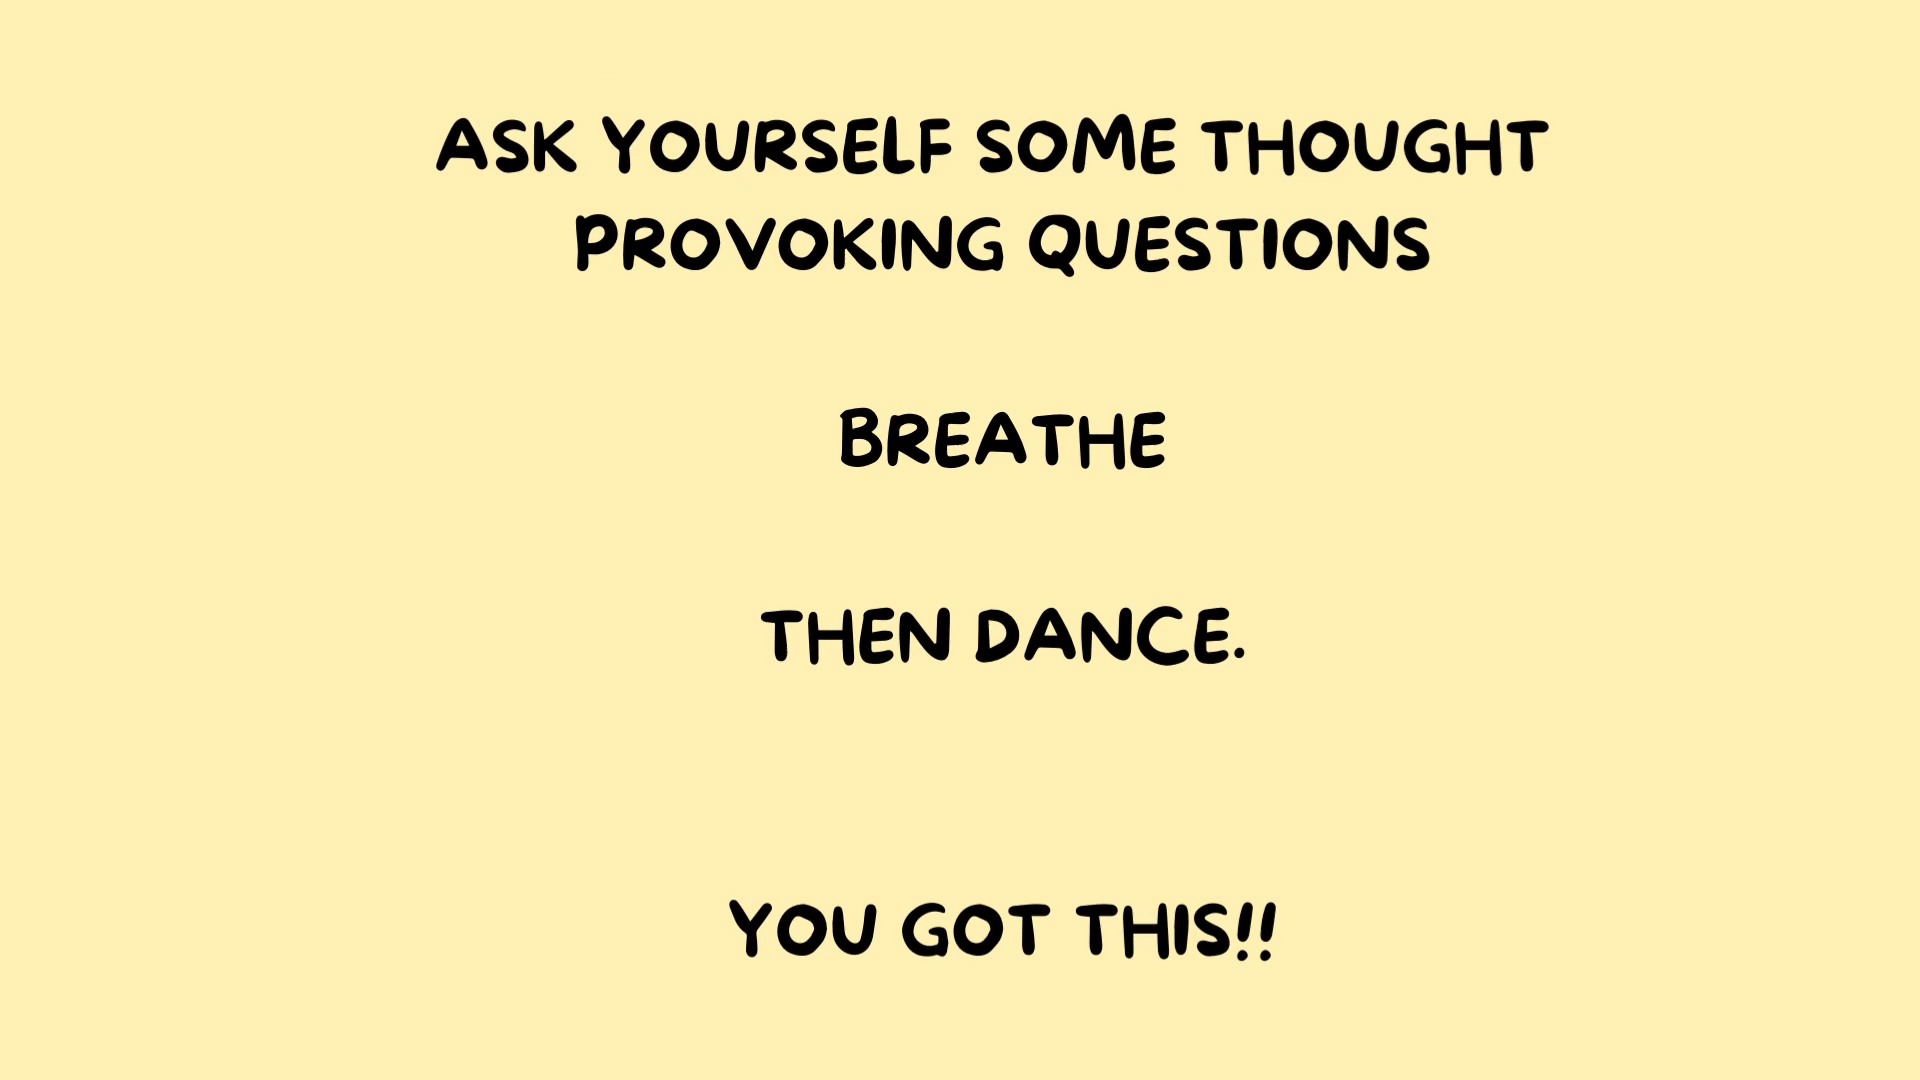 ASK YOURSELF SOME THOUGHT
PROVOKING QUESTIONS
BREATHE
THEN DANCE.
YOU GOT THIS!!